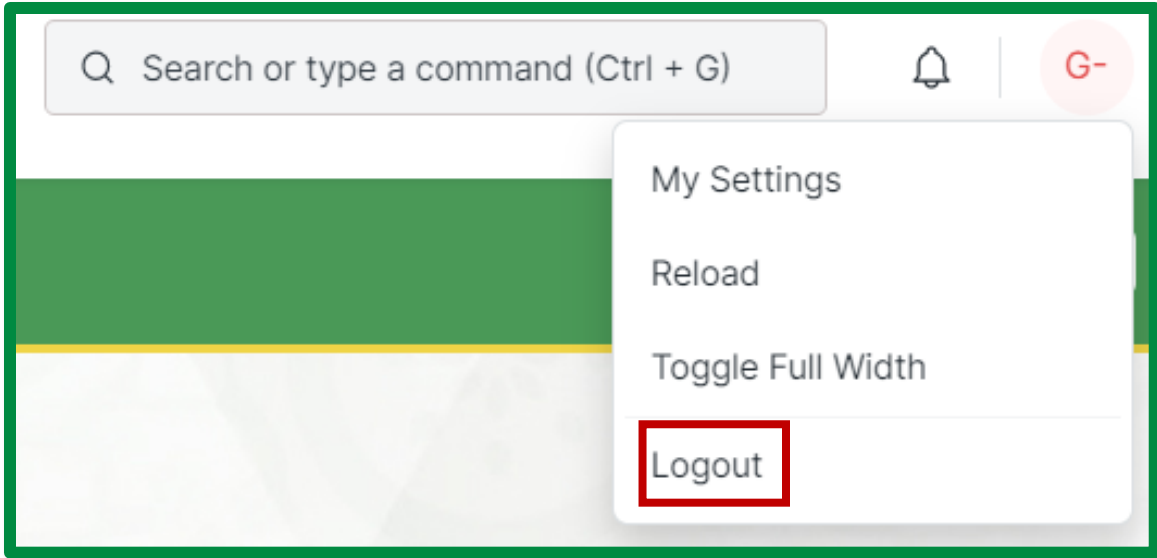 Search or type a command (Ctrl + G)
G-
My Settings
Reload
Toggle Full Width
Logout